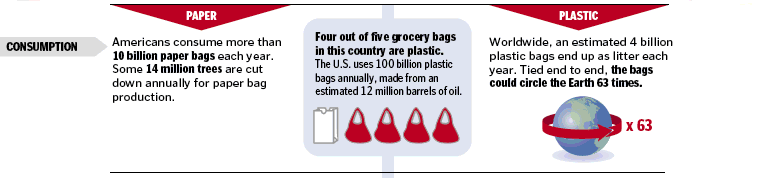 PAPER
PLASTIC
CONSUMPTION
Americans consume more than
10 billion paper bags each year.
Some 14 million trees are cut
down annually for paper bag
production.
Four out of five grocery bags
in this country are plastic.
The U.S. uses 100 billion plastic
bags annually, made from an
estimated 12 million barrels of oil.
Worldwide, an estimated 4 billion
plastic bags end up as litter each
year. Tied end to end, the bags
could circle the Earth 63 times.
x 63